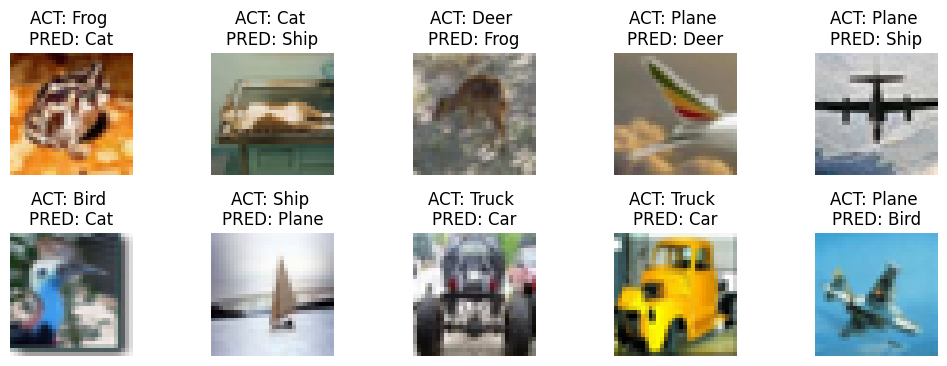 ACT: Frog
PRED: Cat
ACT: Cat
PRED: Ship
ACT: Deer
PRED: Frog
ACT: Plane
PRED: Deer
ACT: Plane
PRED: Ship
ACT: Bird
PRED: Cat
ACT: Ship
PRED: Plane
ACT: Truck
PRED: Car
ACT: Truck
PRED: Car
ACT: Plane
PRED: Bird